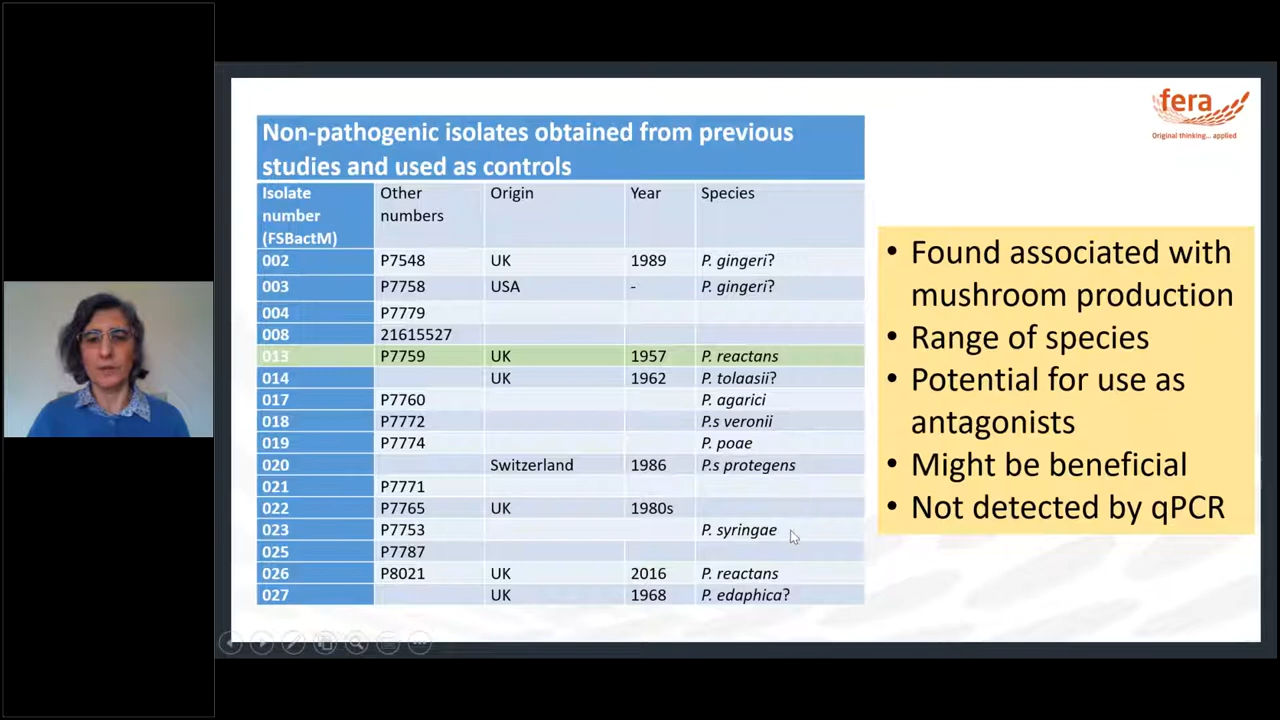 fera
Original thinking... applied
Non-pathogenic isolates obtained from previous
studies and used as controls
Isolate number (FSBactM) Other numbers Origin Year Species
002 P7548 UK 1989 P. gingeri?
003 P7758 USA - P. gingeri?
004 P7779
008 21615527
013 P7759 UK 1957 P. reactans
014 UK 1962 P. tolaasii?
017 P7760 P. agarici
018 P7772 P.s veronii
019 P7774 P. poae
020 Switzerland 1986 P.s protegens
021 P7771
022 P7765 UK 1980s
023 P7753 P. syringae
025 P7787
026 P8021 UK 2016 P. reactans
027 UK 1968 P. edaphica?
• Found associated with
mushroom production
• Range of species
• Potential for use as
antagonists
• Might be beneficial
• Not detected by qPCR